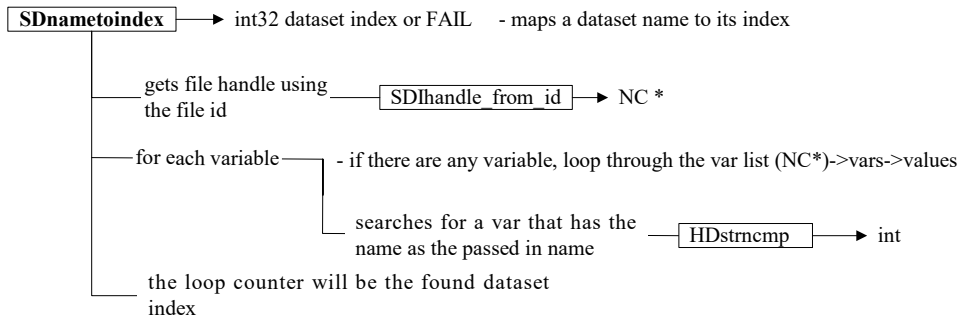 SDnametoindex int32 dataset index or FAIL - maps a dataset name to its index
gets file handle using
the file id
SDIhandle_from_id NC *
for each variable - if there are any variable, loop through the var list (NC*)->vars->values
searches for a var that has the
name as the passed in name
HDstrncmp int
the loop counter will be the found dataset
index